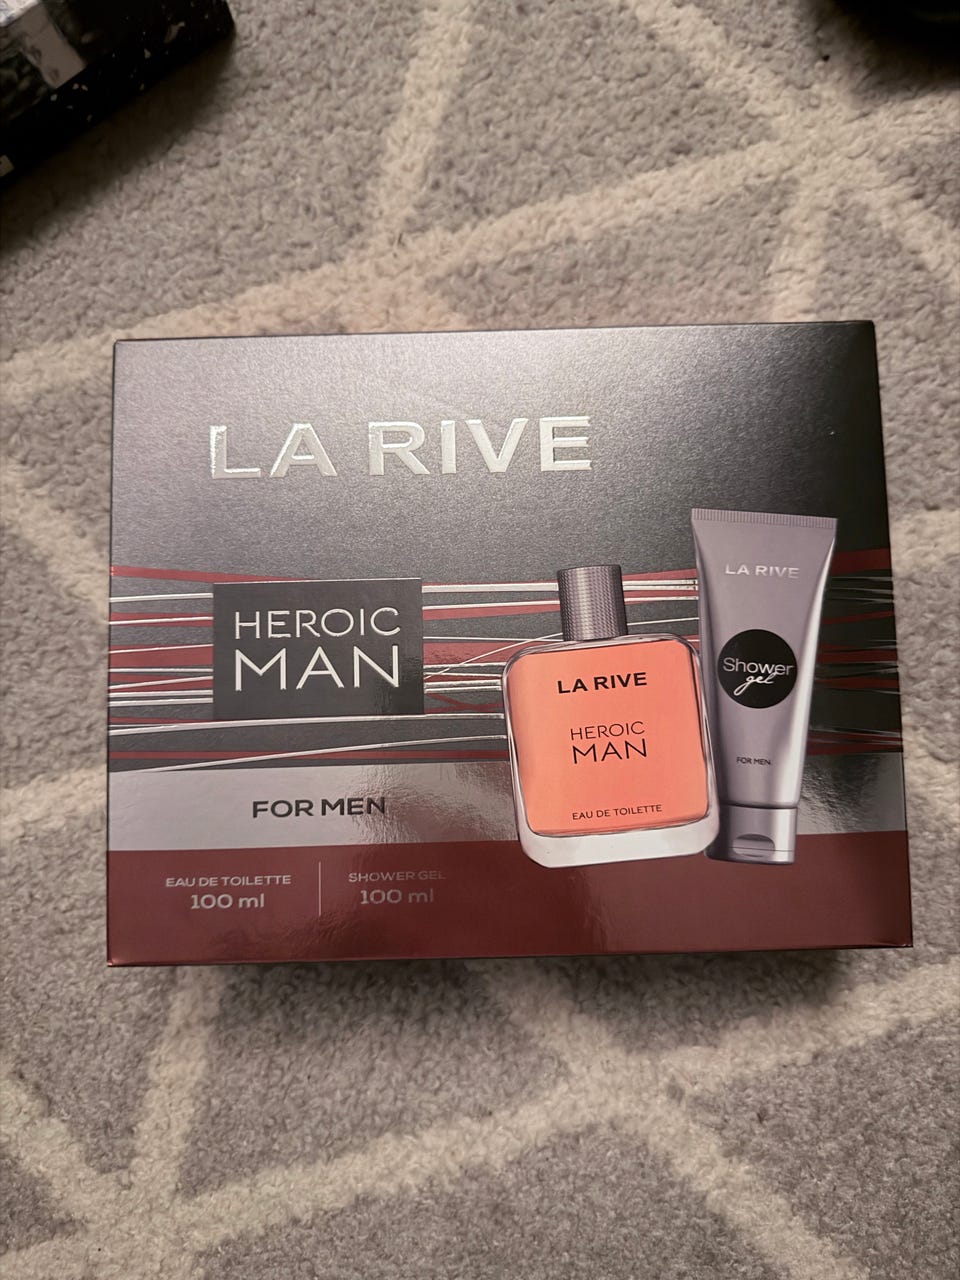 LA RIVE
HEROIC
MAN
FOR MEN
EAU DE TOILETTE
100 ml
SHOWER GEL
100 ml
LA RIVE
HEROIC
MAN
EAU DE TOILETTE
LA RIVE
Shower
gel
FOR MEN